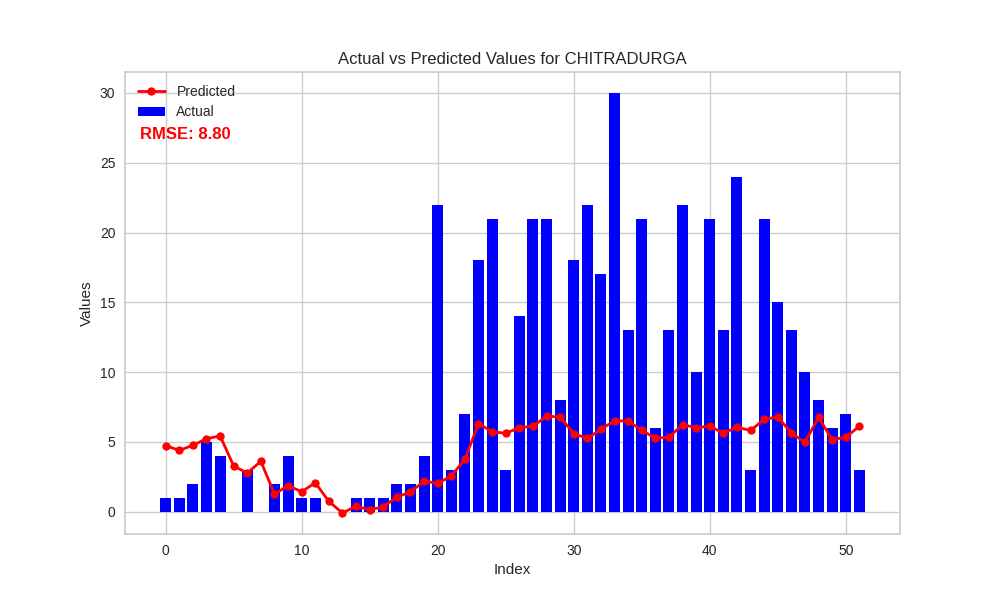 Actual vs Predicted Values for CHITRADURGA
Predicted
Actual
RMSE: 8.80
Values
30
25
20
15
10
5
0
0 10 20 30 40 50
Index